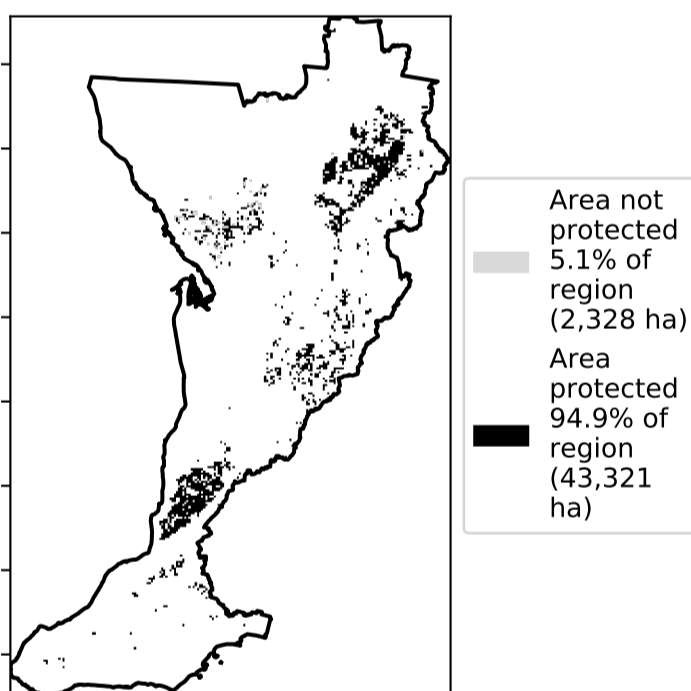 Area not
protected
5.1% of
region
(2,328 ha)
Area
protected
94.9% of
region
(43,321
ha)